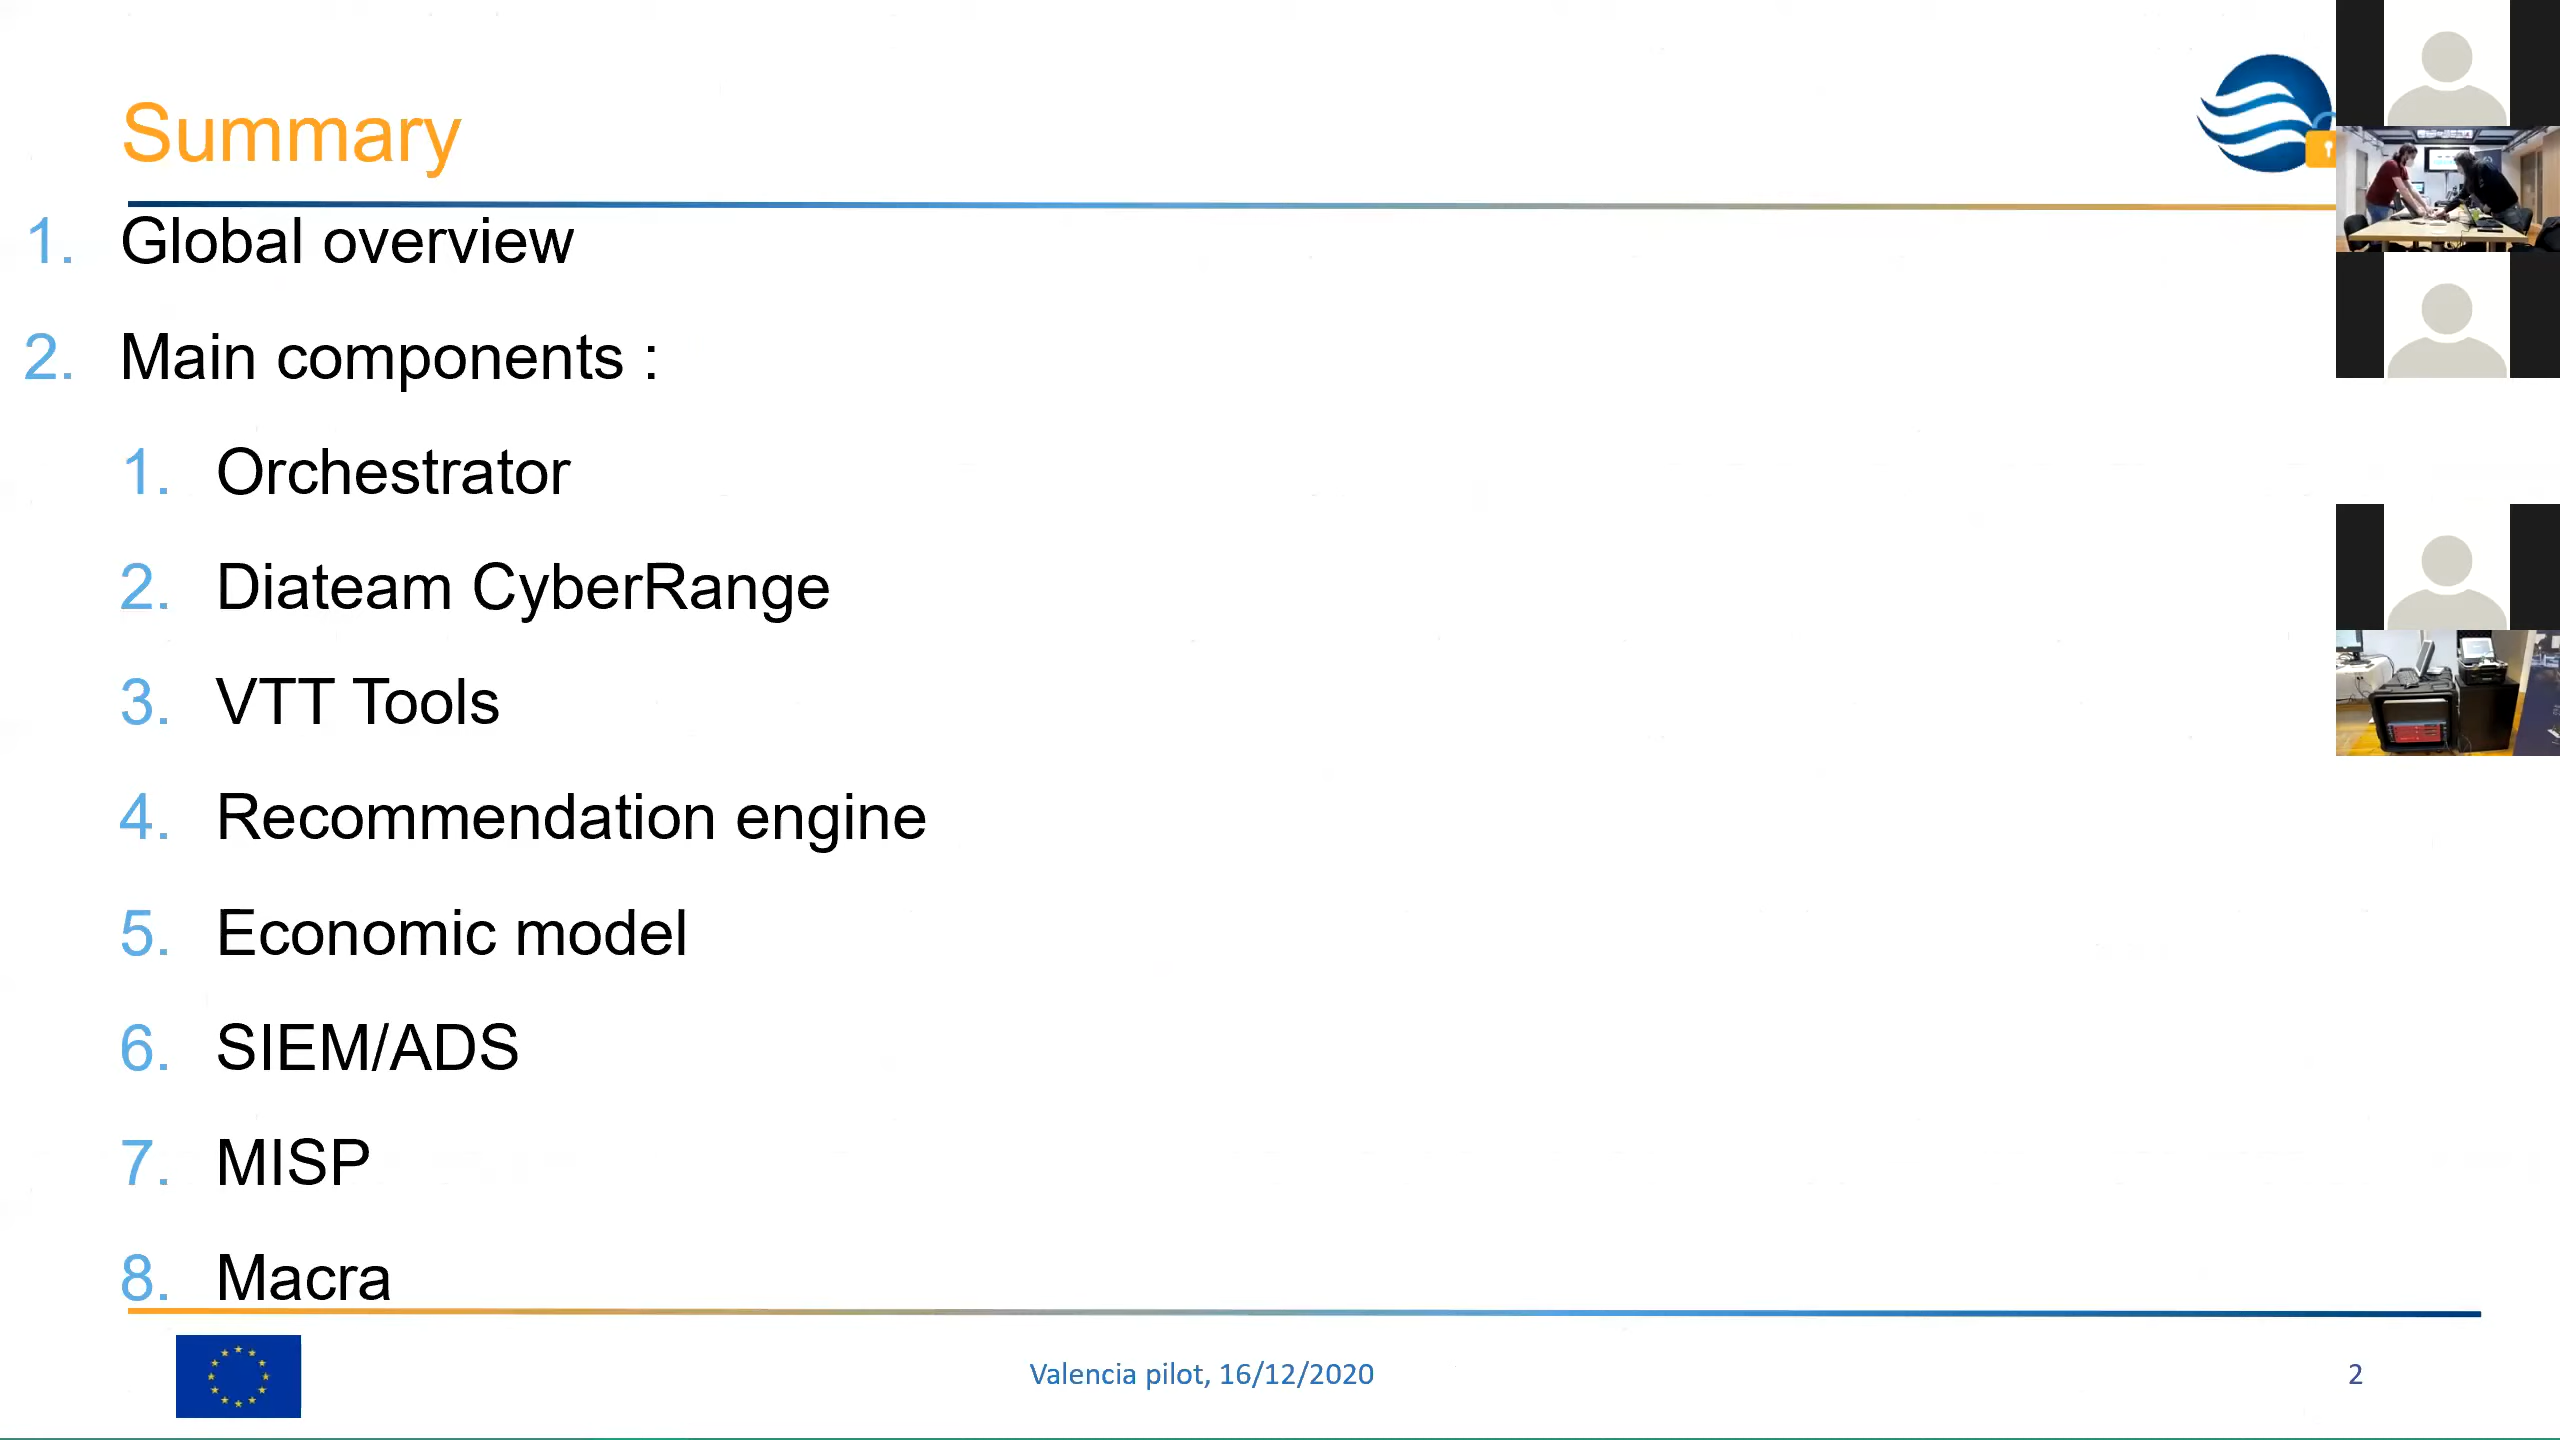 Summary
1. Global overview
2. Main components :
1. Orchestrator
2. Diateam CyberRange
3. VTT Tools
4. Recommendation engine
5. Economic model
6. SIEM/ADS
7. MISP
8. Macra
Valencia pilot, 16/12/2020
2